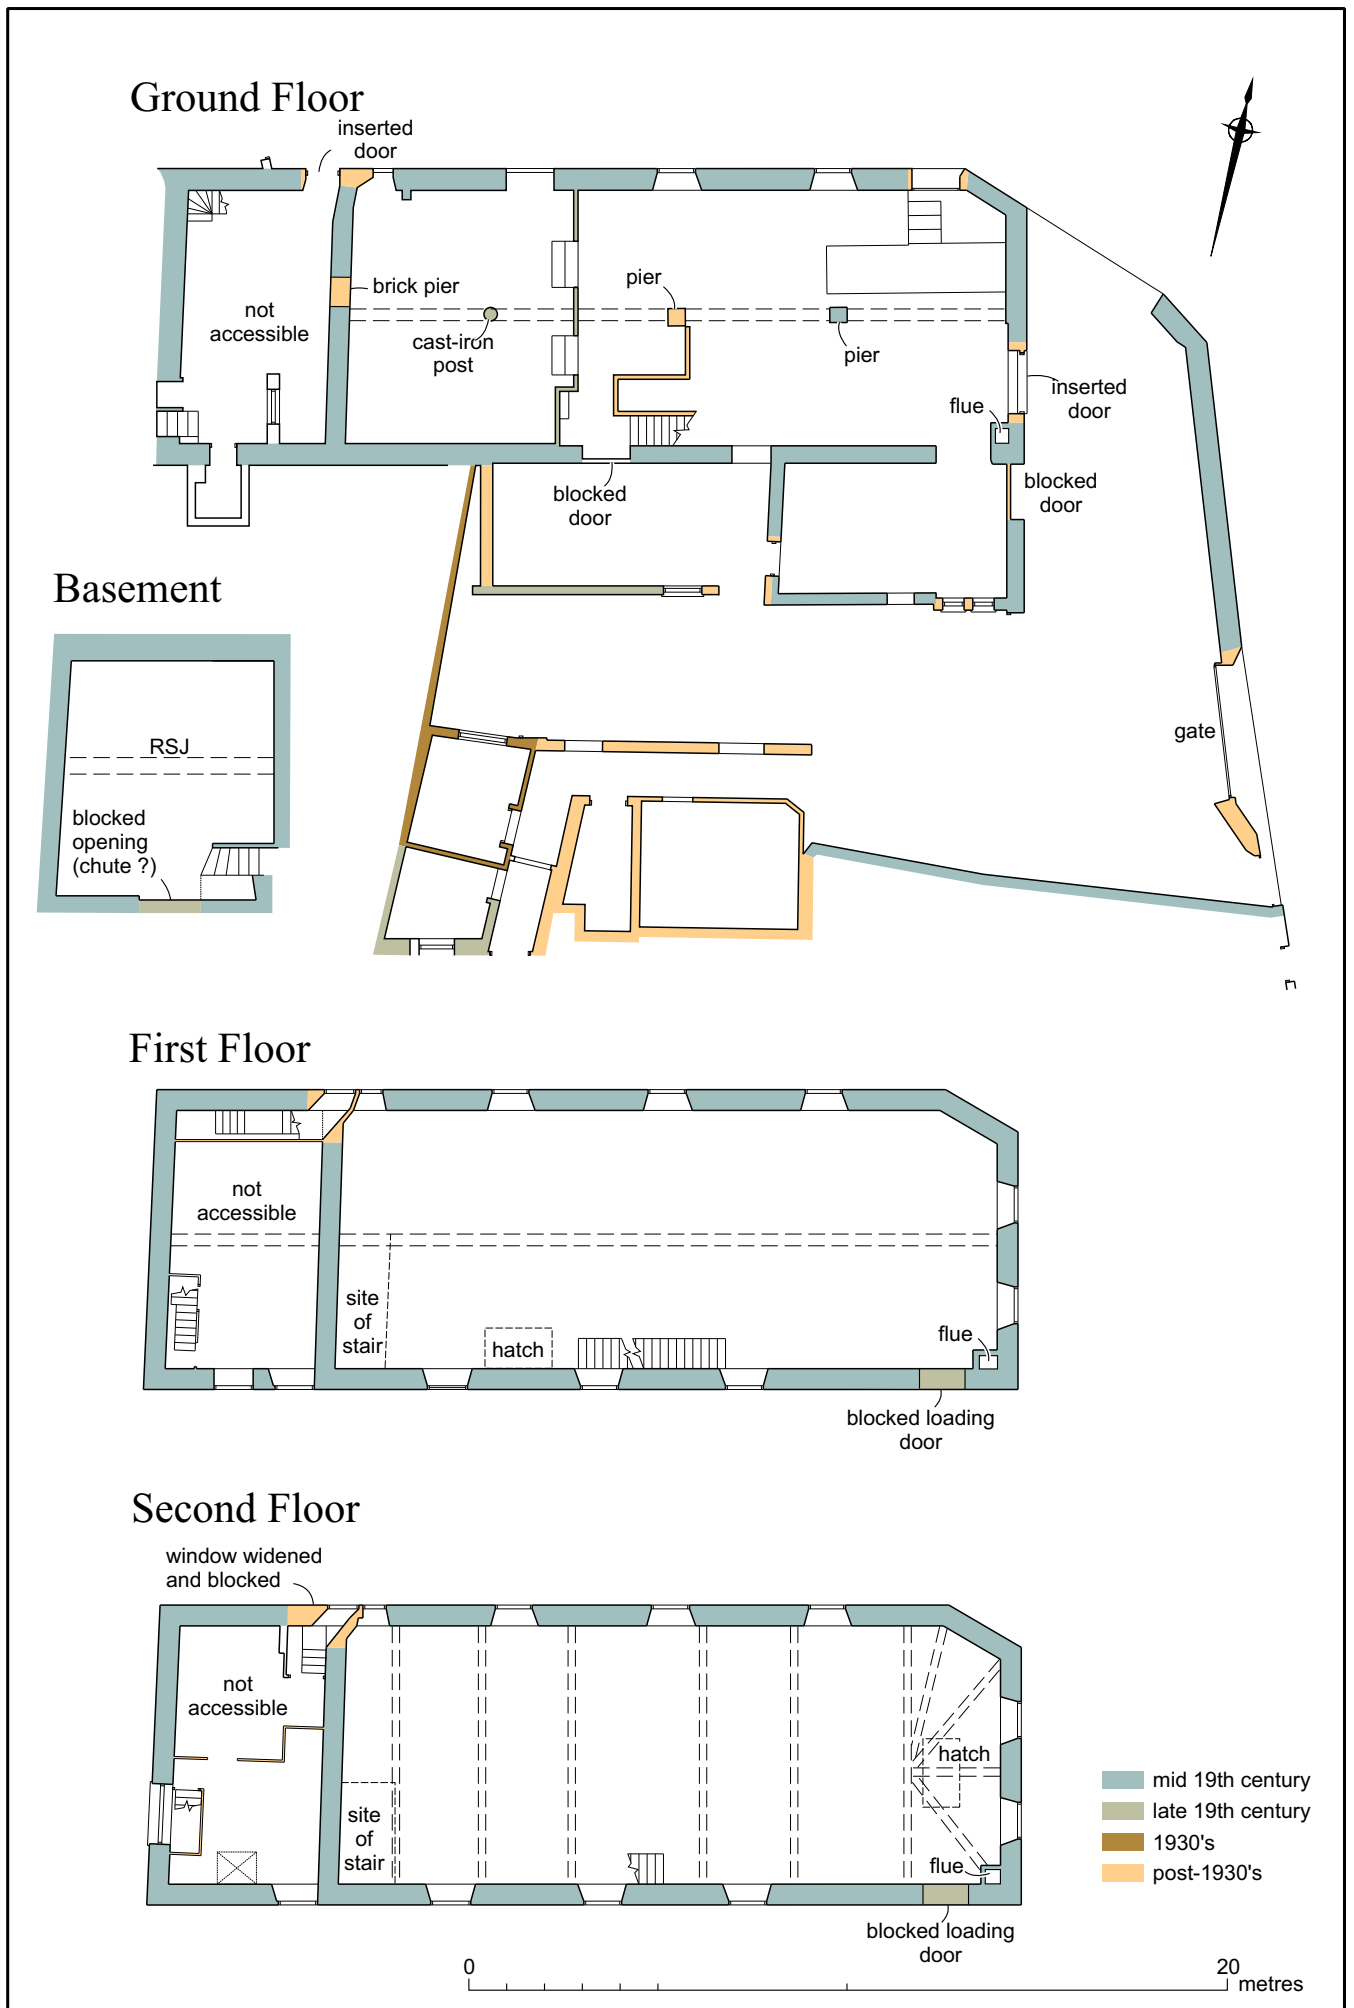 Ground Floor
inserted
door
not
accessible
brick pier
cast-iron
post
pier
pier
inserted
door
flue
blocked
door
blocked
door
gate
Basement
RSJ
blocked
opening
(chute ?)
First Floor
not
accessible
site
of
stair
hatch
flue
blocked loading
door
Second Floor
window widened
and blocked
not
accessible
site
of
stair
hatch
flue
blocked loading
door
mid 19th century
late 19th century
1930's
post-1930's
0
20
metres